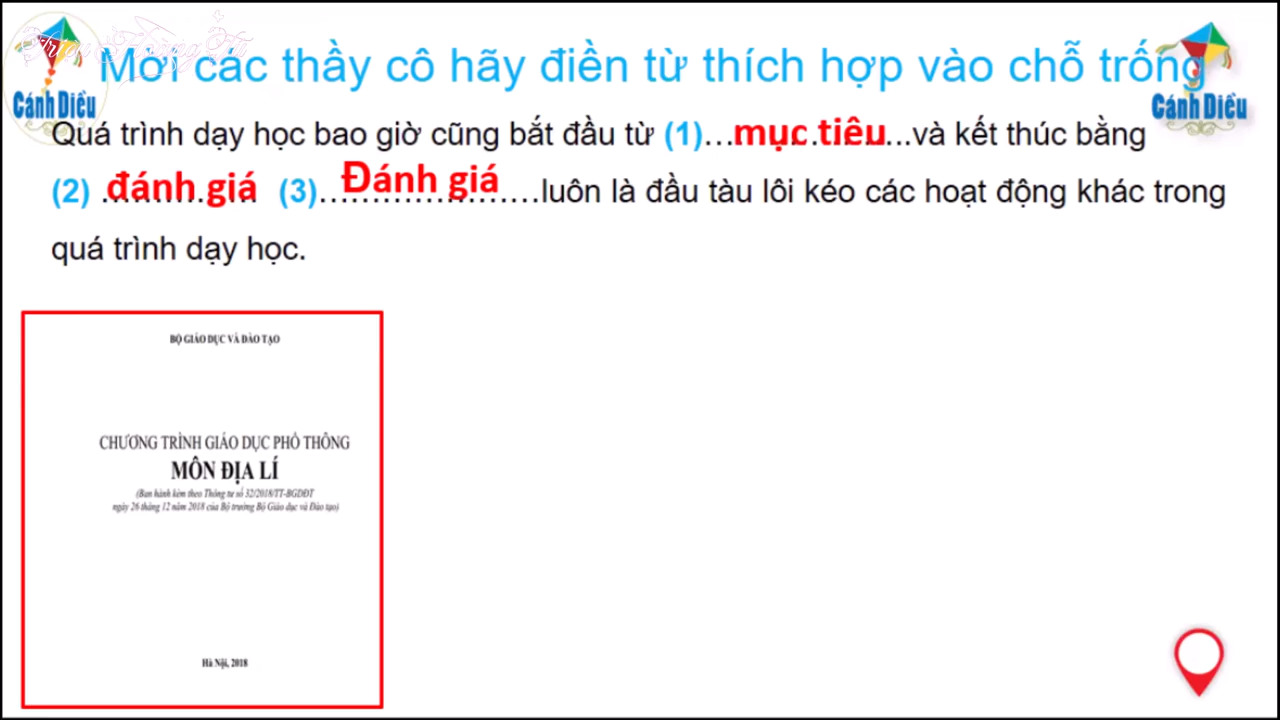 Mời các thầy cô hãy điền từ thích hợp vào chỗ trống
Cánh Diều
Cánh Diều
Quá trình dạy học bao giờ cũng bắt đầu từ (1)…mục tiêu…và kết thúc bằng
(2) …đánh giá… (3)…Đánh giá…luôn là đầu tàu lôi kéo các hoạt động khác trong
quá trình dạy học.
BỘ GIÁO DỤC VÀ ĐÀO TẠO
CHƯƠNG TRÌNH GIÁO DỤC PHỔ THÔNG
MÔN ĐỊA LÍ
(Ban hành kèm theo Thông tư số 32/2018/TT-BGDĐT
ngày 26 tháng 12 năm 2018 của Bộ trưởng Bộ Giáo dục và Đào tạo)
Hà Nội, 2018